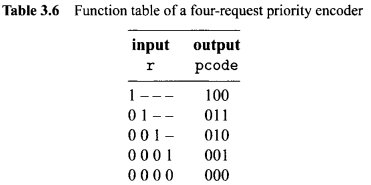 Table 3.6 Function table of a four-request priority encoder
input output
r pcode
1 - - - 100
0 1 - - 011
0 0 1 - 010
0 0 0 1 001
0 0 0 0 000